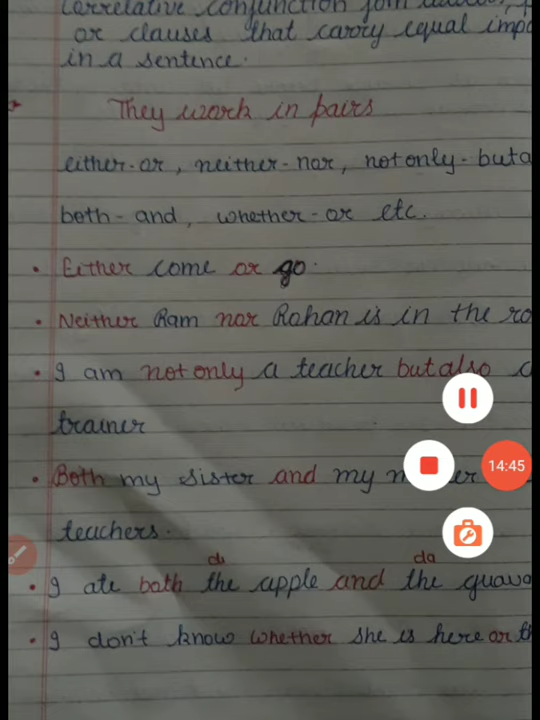 correlative conjunction join
or clauses that carry equal
in a sentence.
They work in pairs
either-or, neither-nor, not only-
both-and, whether-or etc.
• Either come or go.
• Neither Ram nor Rohan is in the
• I am not only a teacher but also
trainer
• Both my sister and my
teachers.
di da
• I ate both the apple and the
• I don't know whether she is here or
14:45